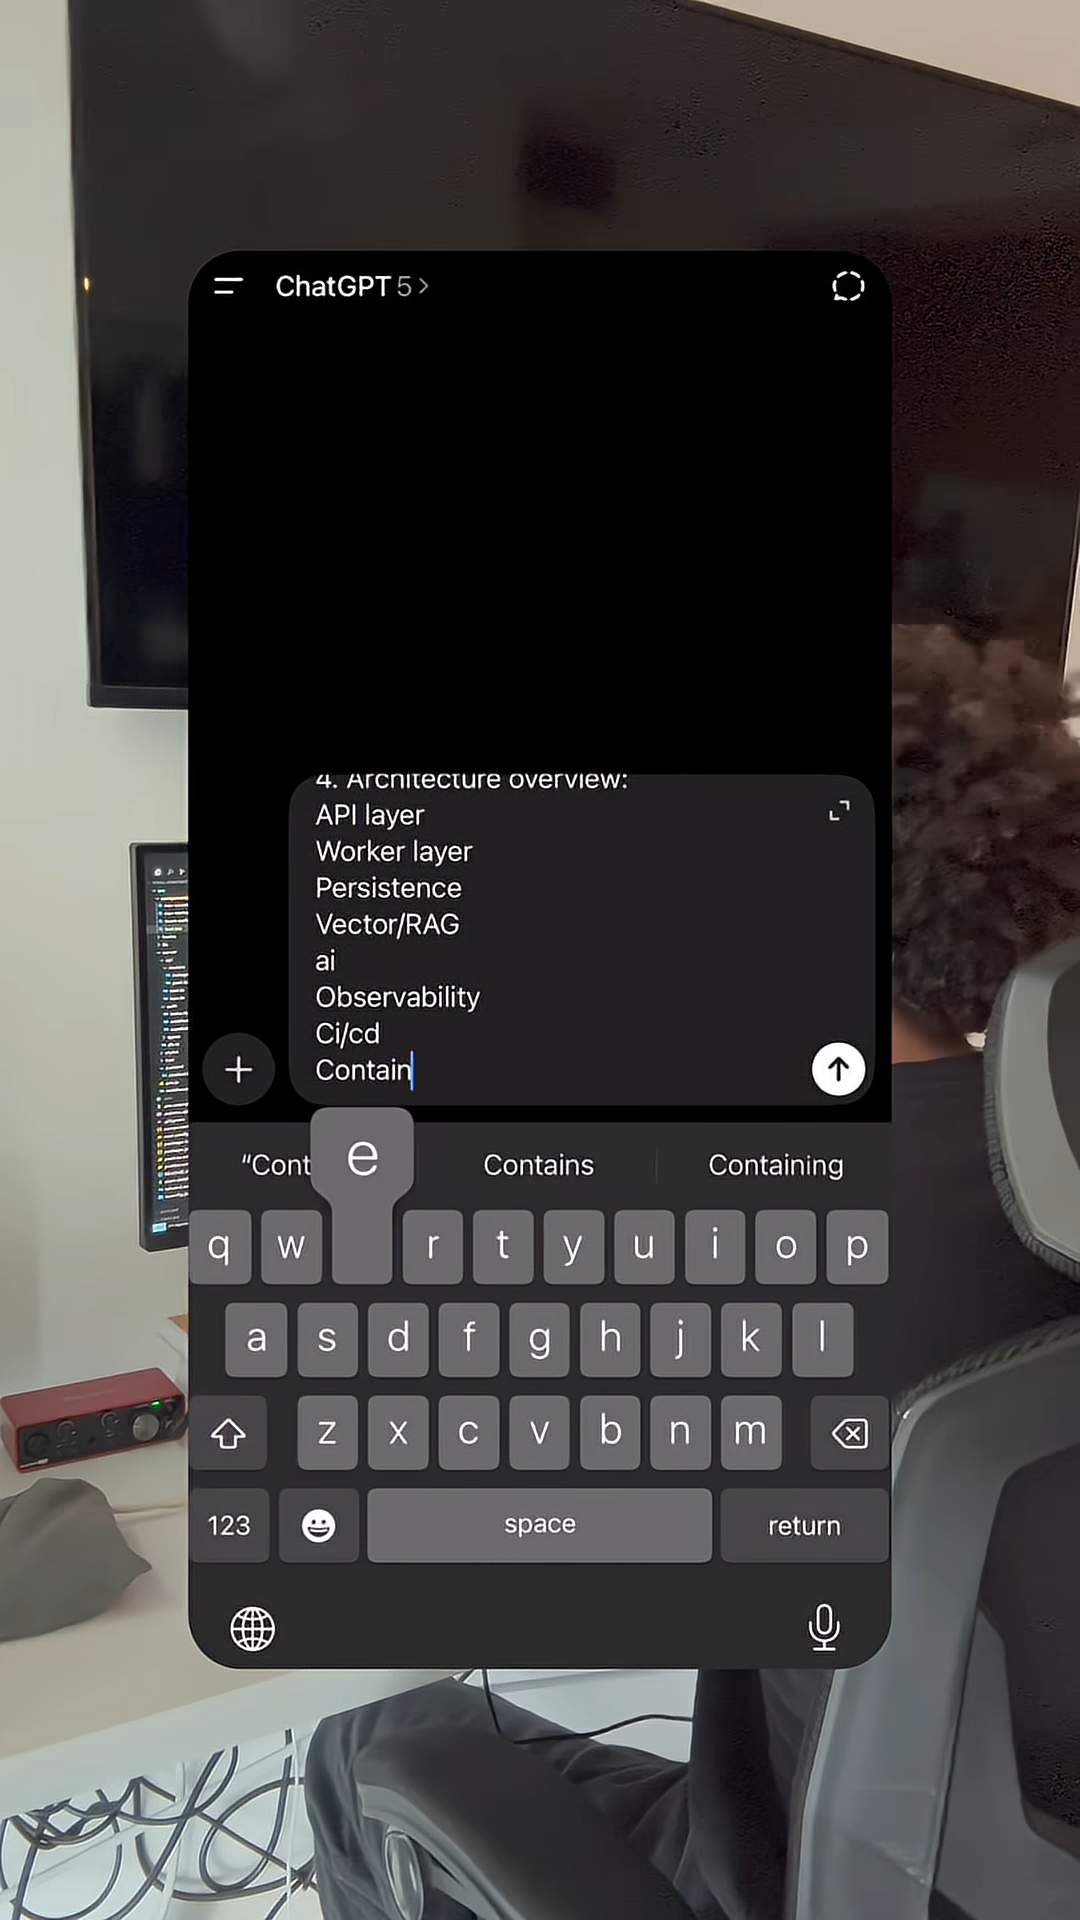 ChatGPT 5 >
4. Architecture overview:
API layer
Worker layer
Persistence
Vector/RAG
ai
Observability
Ci/cd
Contain
“Cont
e
Contains
Containing
q w r t y u i o p
a s d f g h j k l
z x c v b n m
123
space
return